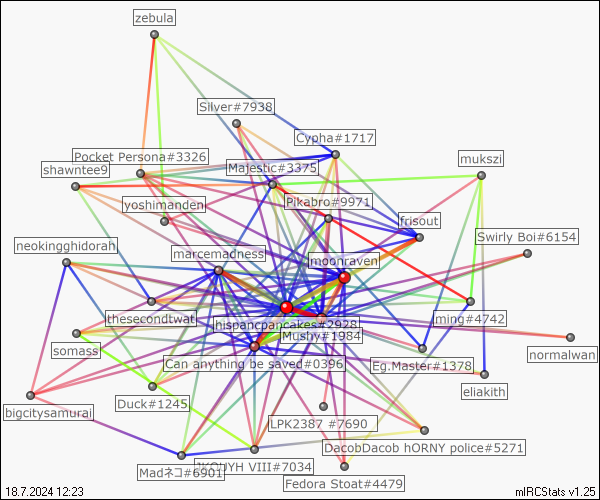 zebula
Silver#7938
Cypha#1717
Pocket Persona#3326
mukszi
shawntee9
Majestic#3375
yoshimanden
Pikabro#9971
frisout
neokingghidorah
marcemadness
Swirly Boi#6154
moonraven
thesecondtwat
hispancpancakes#2928
ming#4742
Mushy#1984
somass
Can anything be saved#0396
Eg.Master#1378
normalwan
eliakith
bigcitysamurai
Duck#1245
LPK2387 #7690
DacobDacob hORNY police#5271
Madネコ#6901
JKOUYH VIII#7034
Fedora Stoat#4479
18.7.2024 12:23
mIRCStats v1.25